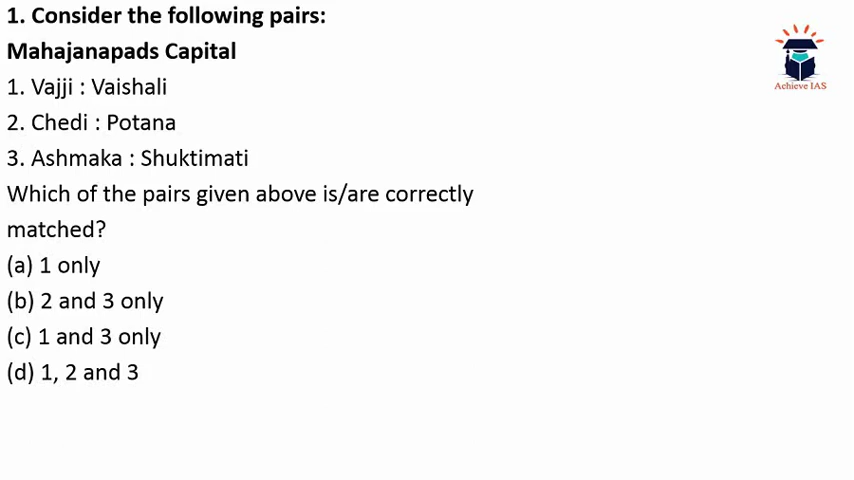 1. Consider the following pairs:
Mahajanapads Capital
1. Vajji : Vaishali
2. Chedi : Potana
3. Ashmaka : Shuktimati
Which of the pairs given above is/are correctly
matched?
(a) 1 only
(b) 2 and 3 only
(c) 1 and 3 only
(d) 1, 2 and 3
Achieve IAS